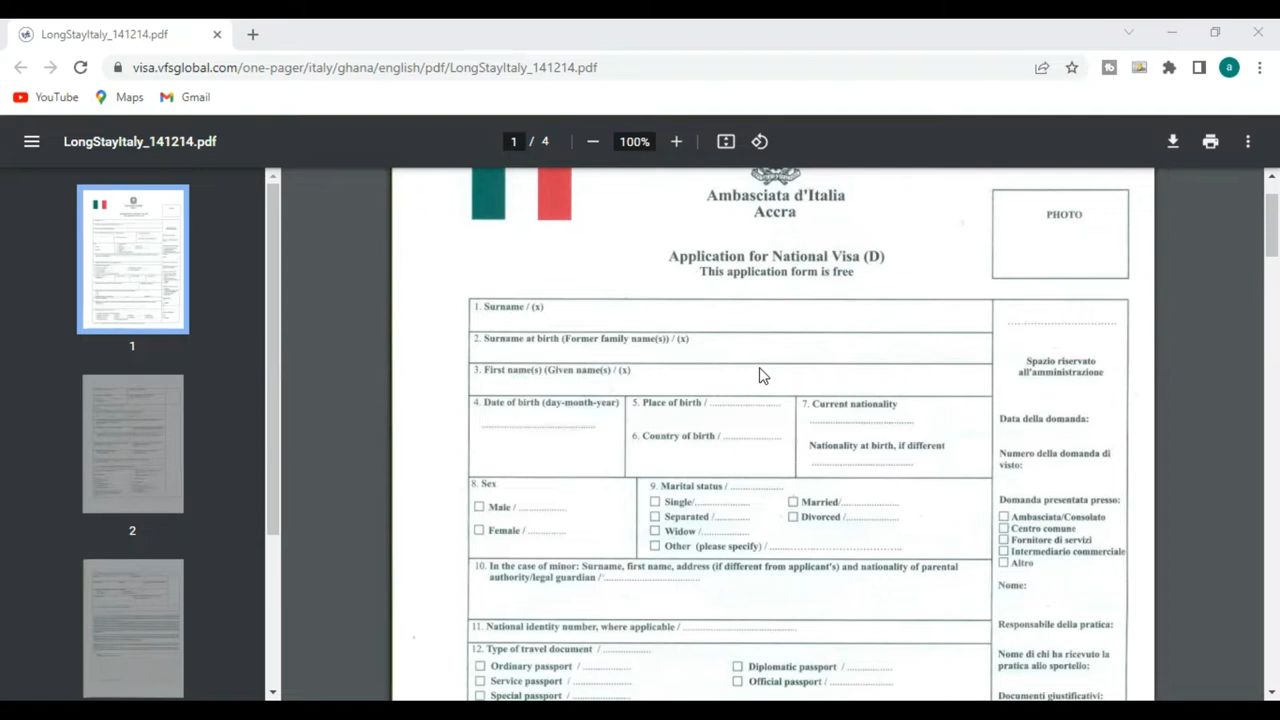 LongStayItaly_141214.pdf
visa.vfsglobal.com/one-pager/italy/ghana/english/pdf/LongStayItaly_141214.pdf
a
YouTube
Maps
Gmail
LongStayItaly_141214.pdf
1 / 4
100%
1
2
Ambasciata d'Italia
Accra
PHOTO
Application for National Visa (D)
This application form is free
1. Surname / (x)
2. Surname at birth (Former family name(s)) / (x)
3. First name(s) (Given name(s) / (x)
4. Date of birth (day-month-year)
5. Place of birth /
6. Country of birth /
7. Current nationality
Nationality at birth, if different
8. Sex
Male /
Female /
9. Marital status /
Single/
Married/
Separated /
Divorced /
Widow /
Other (please specify) /
10. In the case of minor: Surname, first name, address (if different from applicant's) and nationality of parental
authority/legal guardian /
11. National identity number, where applicable /
12. Type of travel document /
Ordinary passport /
Diplomatic passport /
Service passport /
Official passport /
Special passport /
Spazio riservato
all'amministrazione
Data della domanda:
Numero della domanda di
visto:
Domanda presentata presso:
Ambasciata/Consolato
Centro comune
Fornitore di servizi
Intermediario commerciale
Altro
Nome:
Responsabile della pratica:
Nome di chi ha ricevuto la
pratica allo sportello:
Documenti giustificativi: